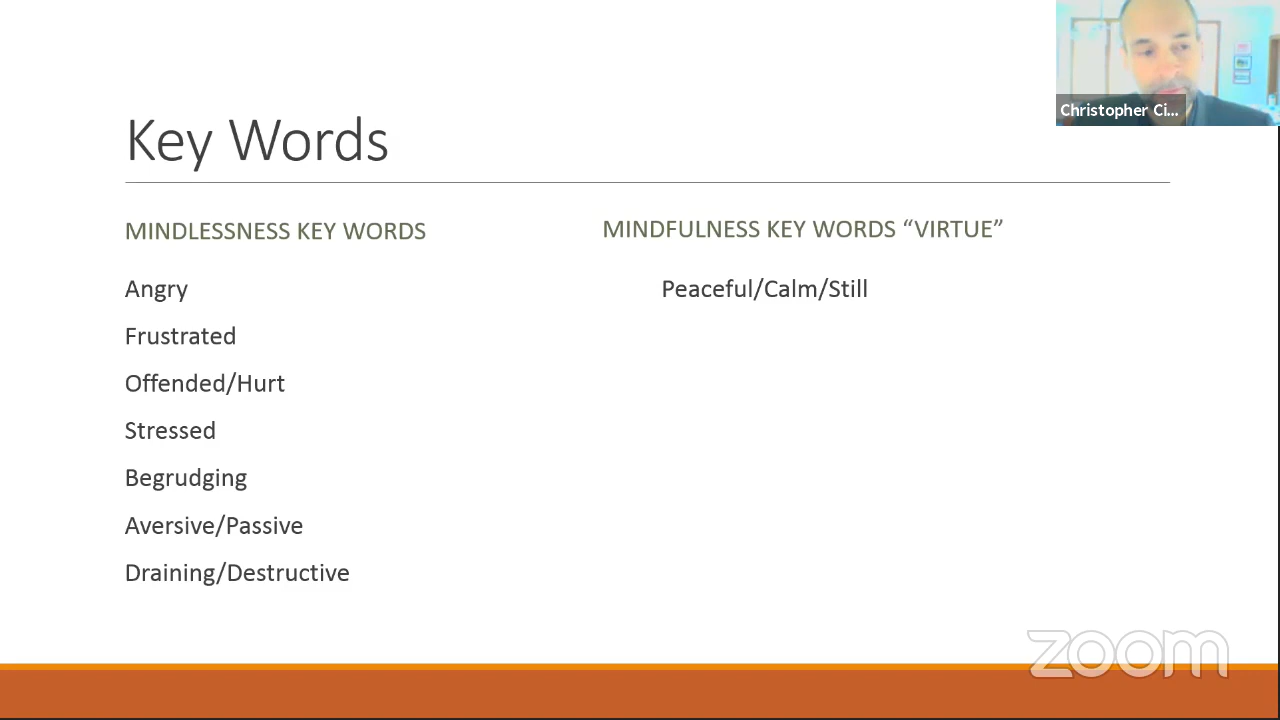 Christopher Ci...
Key Words
MINDLESSNESS KEY WORDS
Angry
Frustrated
Offended/Hurt
Stressed
Begrudging
Aversive/Passive
Draining/Destructive
MINDFULNESS KEY WORDS “VIRTUE”
Peaceful/Calm/Still
zoom